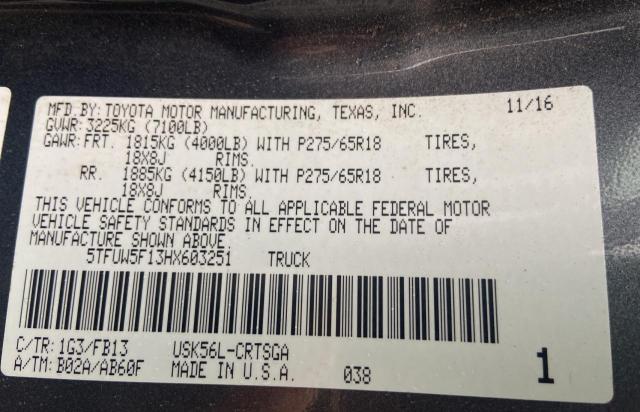 MFD.BY:TOYOTA MOTOR MANUFACTURING, TEXAS, INC. 11/16
GVWR:3225KG (7100LB)
GAWR:FRT. 1815KG (4000LB) WITH P275/65R18 TIRES,
18X8J RIMS.
RR. 1885KG (4150LB) WITH P275/65R18 TIRES,
18X8J RIMS.
THIS VEHICLE CONFORMS TO ALL APPLICABLE FEDERAL MOTOR
VEHICLE SAFETY STANDARDS IN EFFECT ON THE DATE OF
MANUFACTURE SHOWN ABOVE.
5TFUW5F13HX603251 TRUCK
C/TR:1G3/FB13 USK56L-CRTSGA
A/TM:B02A/AB60F MADE IN U.S.A. 038 1